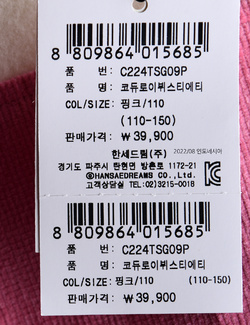 8 809864 015685
품 번: C224TSG09P
품 명: 코듀로이뷔스티에티
COL/SIZE: 핑크/110
(110-150)
판매가격: ₩39,900
한세드림(주) 2022/08 인도네시아
경기도 파주시 탄현면 방촌로 1172-21
ⓒHANSAEDREAMS CO.,Ltd.
고객상담실 TEL:02)3215-0018
8 809864 015685
품 번: C224TSG09P
품 명: 코듀로이뷔스티에티
COL/SIZE: 핑크/110 (110-150)
판매가격: ₩39,900